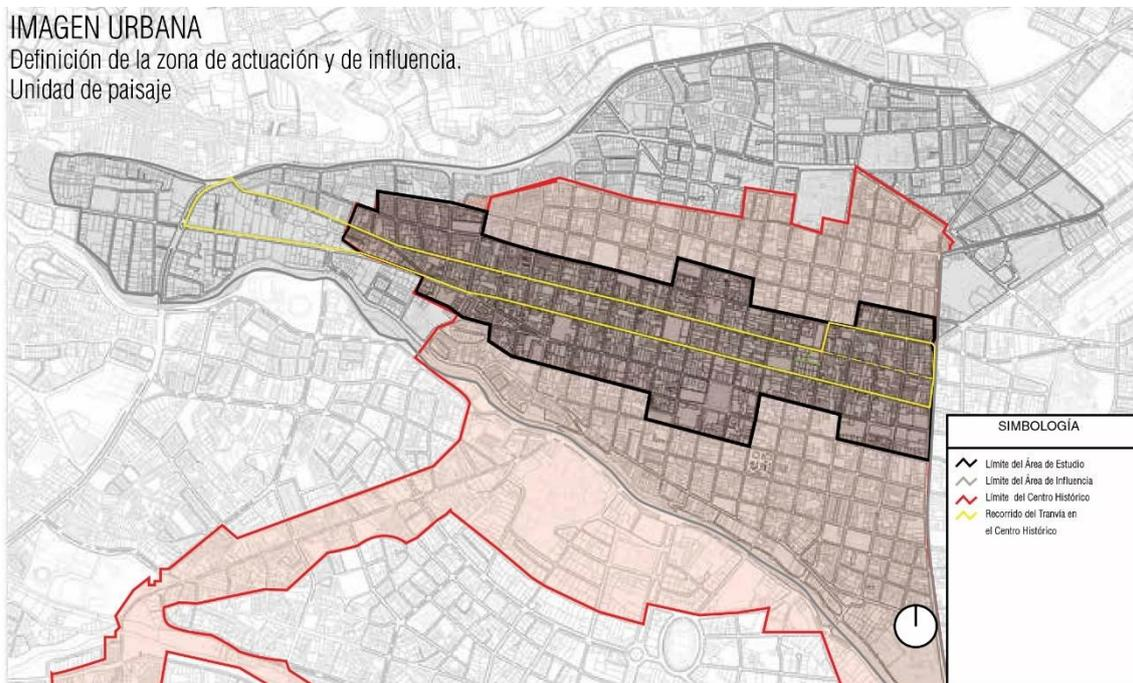 IMAGEN URBANA
Definición de la zona de actuación y de influencia.
Unidad de paisaje
SIMBOLOGÍA
Límite del Área de Estudio
Límite del Área de Influencia
Límite del Centro Histórico
Recorrido del Tranvía en
el Centro Histórico